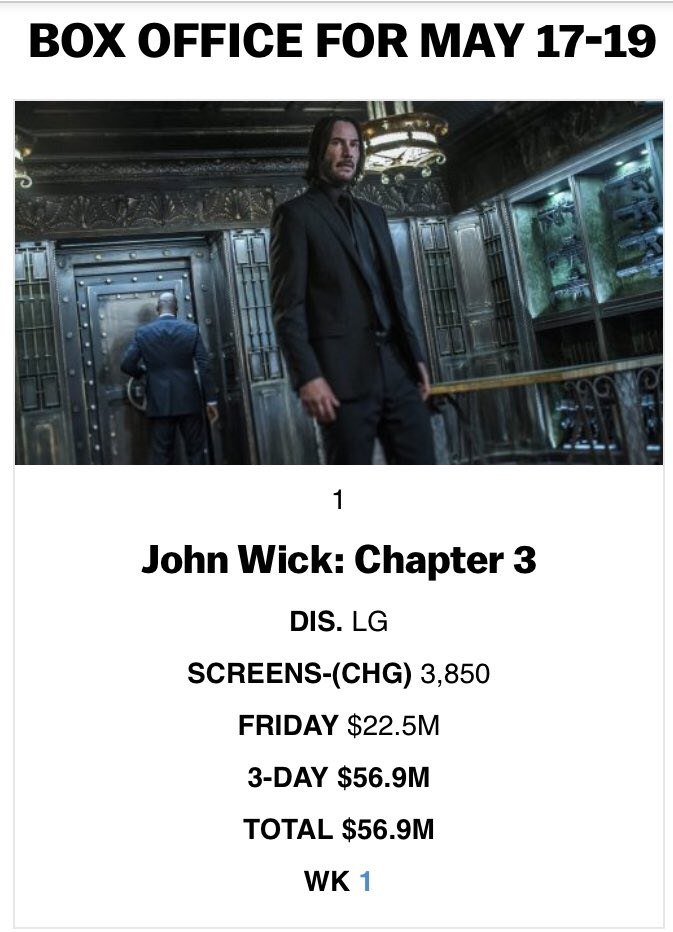 BOX OFFICE FOR MAY 17-19
1
John Wick: Chapter 3
DIS. LG
SCREENS-(CHG) 3,850
FRIDAY $22.5M
3-DAY $56.9M
TOTAL $56.9M
WK 1